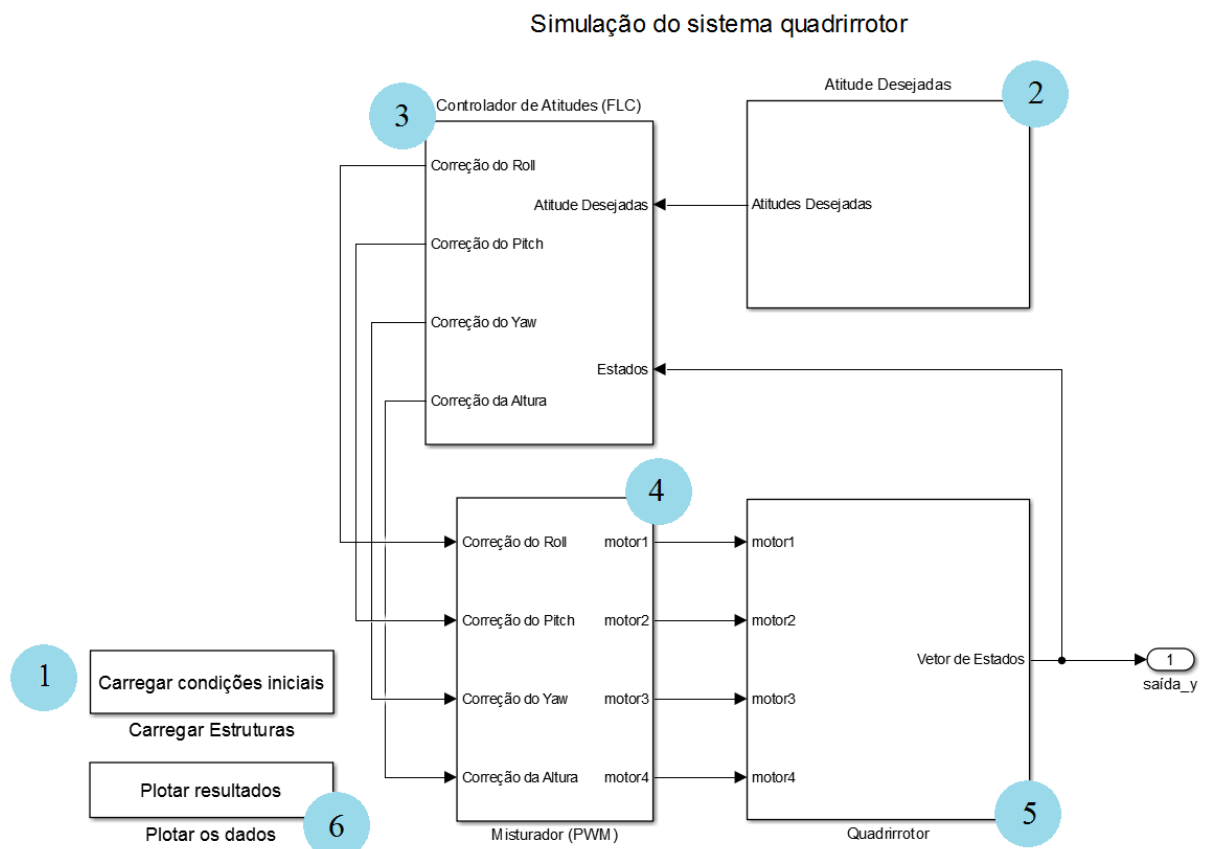 Simulação do sistema quadrirrotor
3
Controlador de Atitudes (FLC)
Correção do Roll
Atitude Desejadas
Correção do Pitch
Correção do Yaw
Estados
Correção da Altura
Atitude Desejadas
2
Atitudes Desejadas
4
Correção do Roll
motor1
Correção do Pitch
motor2
Correção do Yaw
motor3
Correção da Altura
motor4
Misturador (PWM)
motor1
motor2
Vetor de Estados
motor3
motor4
5
Quadrirrotor
1
saída_y
1
Carregar condições iniciais
Carregar Estruturas
Plotar resultados
6
Plotar os dados